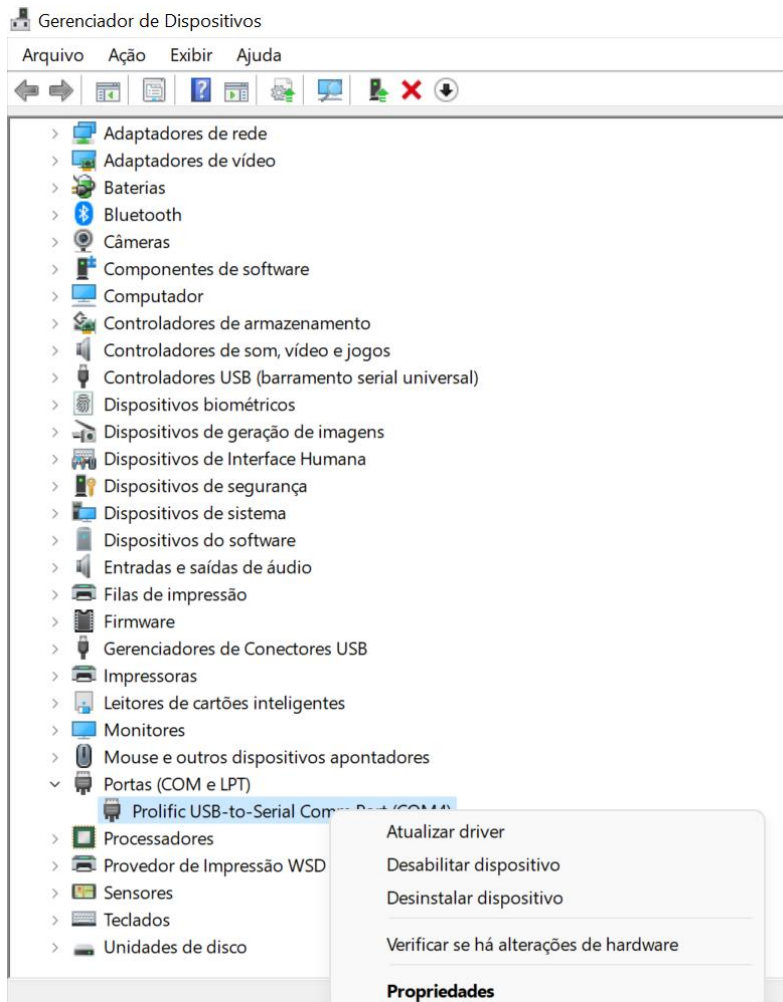 Gerenciador de Dispositivos
Arquivo Ação Exibir Ajuda
Adaptadores de rede
Adaptadores de vídeo
Baterias
Bluetooth
Câmeras
Componentes de software
Computador
Controladores de armazenamento
Controladores de som, vídeo e jogos
Controladores USB (barramento serial universal)
Dispositivos biométricos
Dispositivos de geração de imagens
Dispositivos de Interface Humana
Dispositivos de segurança
Dispositivos de sistema
Dispositivos do software
Entradas e saídas de áudio
Filas de impressão
Firmware
Gerenciadores de Conectores USB
Impressoras
Leitores de cartões inteligentes
Monitores
Mouse e outros dispositivos apontadores
Portas (COM e LPT)
Prolific USB-to-Serial Comm Port (COM4)
Processadores
Provedor de Impressão WSD
Sensores
Teclados
Unidades de disco
Atualizar driver
Desabilitar dispositivo
Desinstalar dispositivo
Verificar se há alterações de hardware
Propriedades